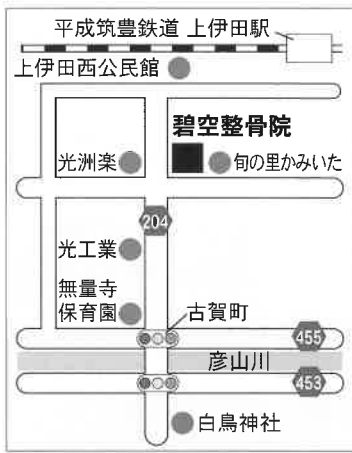 平成筑豊鉄道 上伊田駅
上伊田西公民館
碧空整骨院
光洲楽
旬の里かみいた
204
光工業
無量寺
保育園
古賀町
455
彦山川
453
白鳥神社